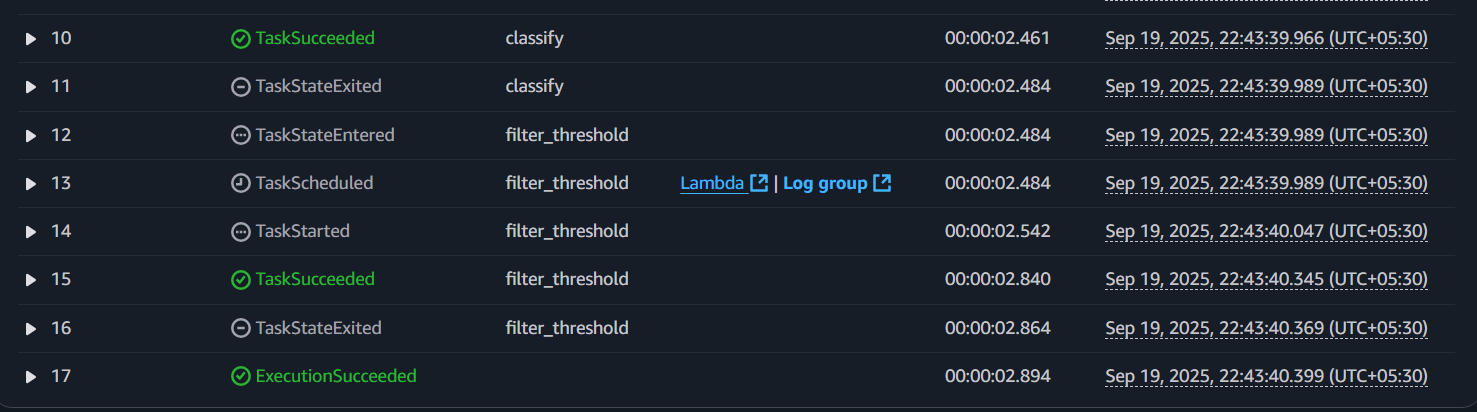 10 TaskSucceeded classify 00:00:02.461 Sep 19, 2025, 22:43:39.966 (UTC+05:30)
11 TaskStateExited classify 00:00:02.484 Sep 19, 2025, 22:43:39.989 (UTC+05:30)
12 TaskStateEntered filter_threshold 00:00:02.484 Sep 19, 2025, 22:43:39.989 (UTC+05:30)
13 TaskScheduled filter_threshold Lambda | Log group 00:00:02.484 Sep 19, 2025, 22:43:39.989 (UTC+05:30)
14 TaskStarted filter_threshold 00:00:02.542 Sep 19, 2025, 22:43:40.047 (UTC+05:30)
15 TaskSucceeded filter_threshold 00:00:02.840 Sep 19, 2025, 22:43:40.345 (UTC+05:30)
16 TaskStateExited filter_threshold 00:00:02.864 Sep 19, 2025, 22:43:40.369 (UTC+05:30)
17 ExecutionSucceeded 00:00:02.894 Sep 19, 2025, 22:43:40.399 (UTC+05:30)